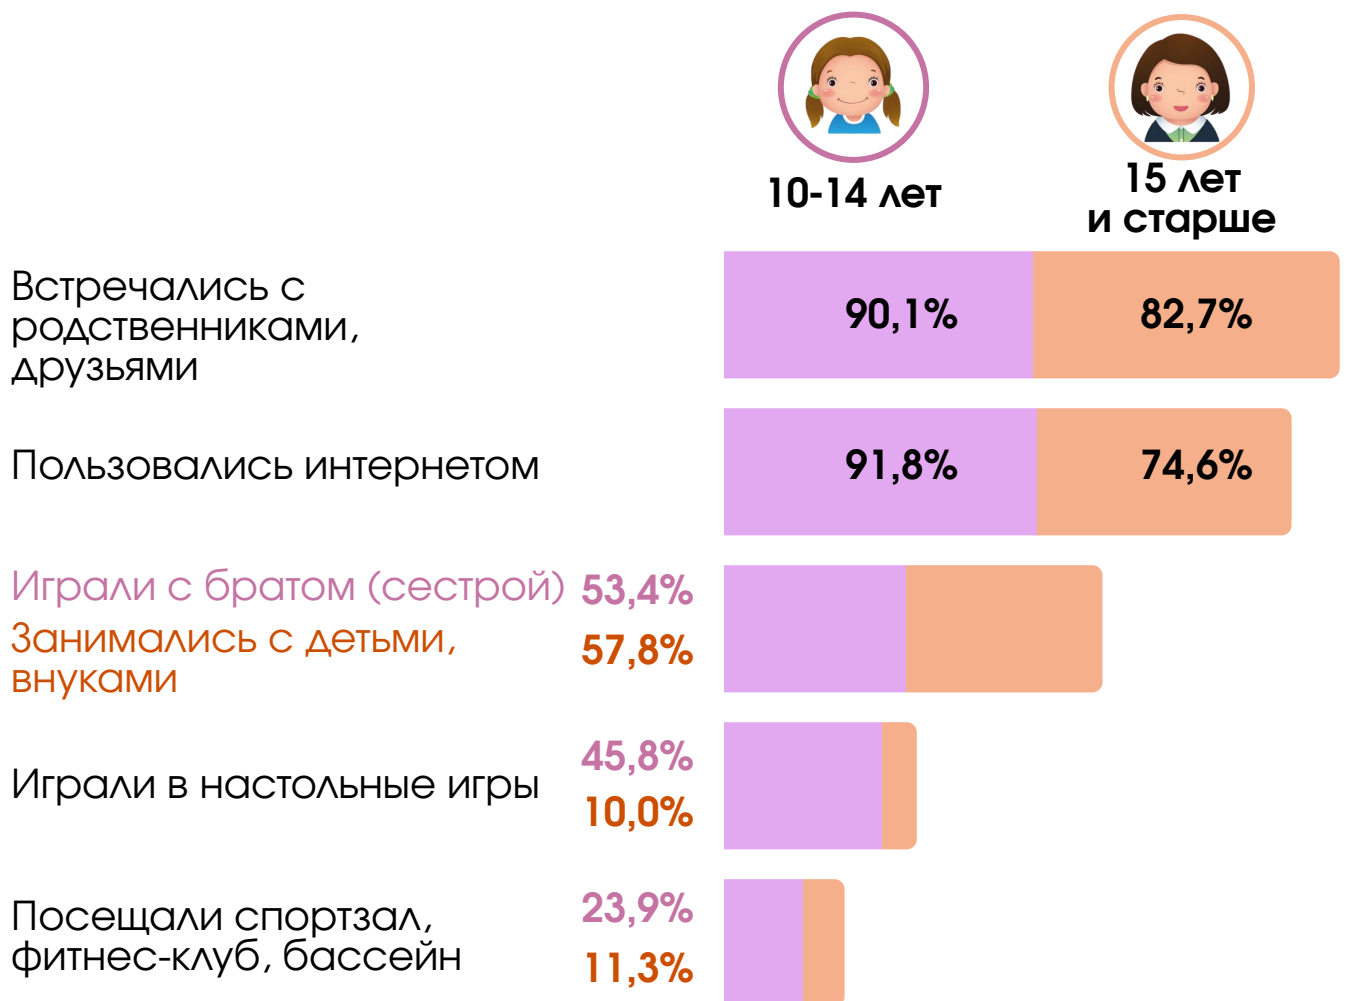 10-14 лет
15 лет
и старше
Встречались с
родственниками,
друзьями
90,1%
82,7%
Пользовались интернетом
91,8%
74,6%
Играли с братом (сестрой)
53,4%
Занимались с детьми,
внуками
57,8%
Играли в настольные игры
45,8%
10,0%
Посещали спортзал,
фитнес-клуб, бассейн
23,9%
11,3%